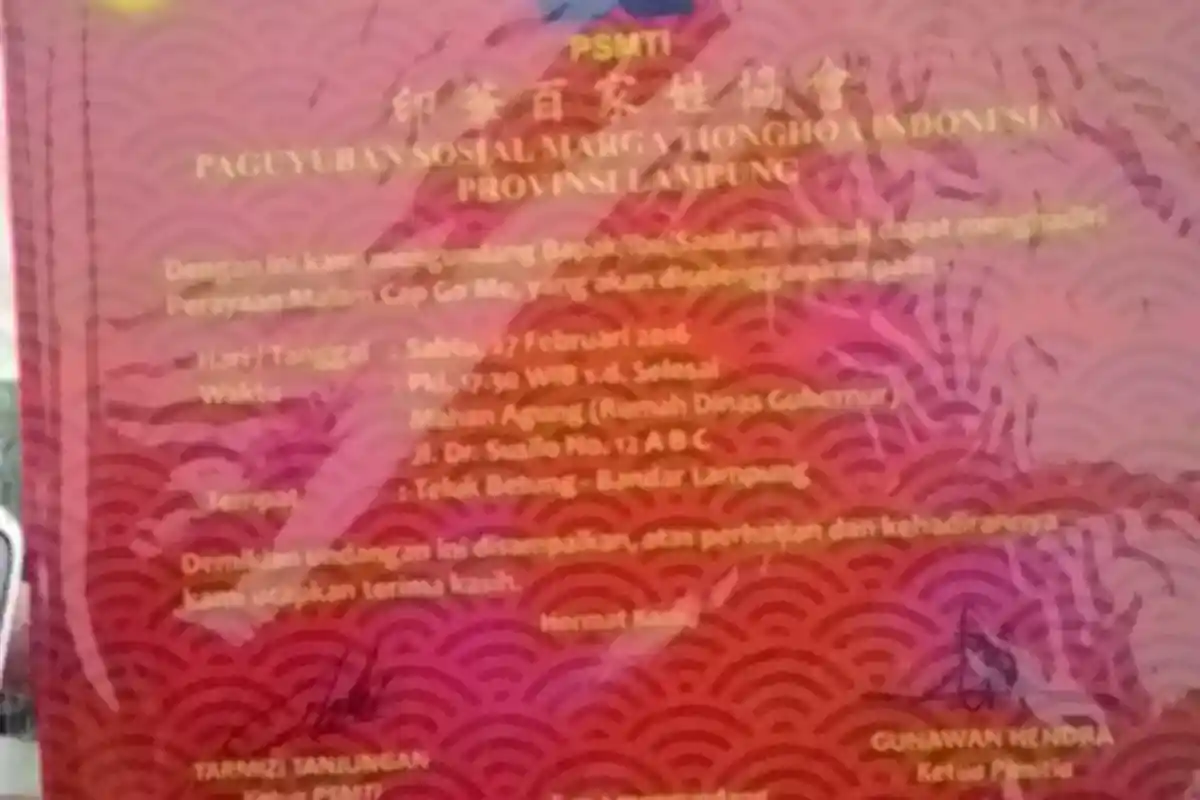 PSMTI
印華百家姓協會
PAGUYUBAN SOSIAL MARGA TIONGHOA INDONESIA
PROVINSI LAMPUNG
Dengan ini kami mengundang Bapak/Ibu/Saudara/i untuk dapat menghadiri
Perayaan Malam Cap Go Me, yang akan diselenggarakan pada
Hari/Tanggal : Sabtu, 27 Februari 2016
Waktu : Pkl. 17.30 WIB s.d. Selesai
Mahan Agung (Rumah Dinas Gubernur)
Jl. Dr. Susilo No. 12 A B C
Tempat : Teluk Betung - Bandar Lampung
Demikian undangan ini disampaikan, atas perhatian dan kehadirannya
kami ucapkan terima kasih.
Hormat Kami,
TARMIZI TANJUNGAN
GUNAWAN HENDRA
Ketua PSMTI
Ketua Panitia